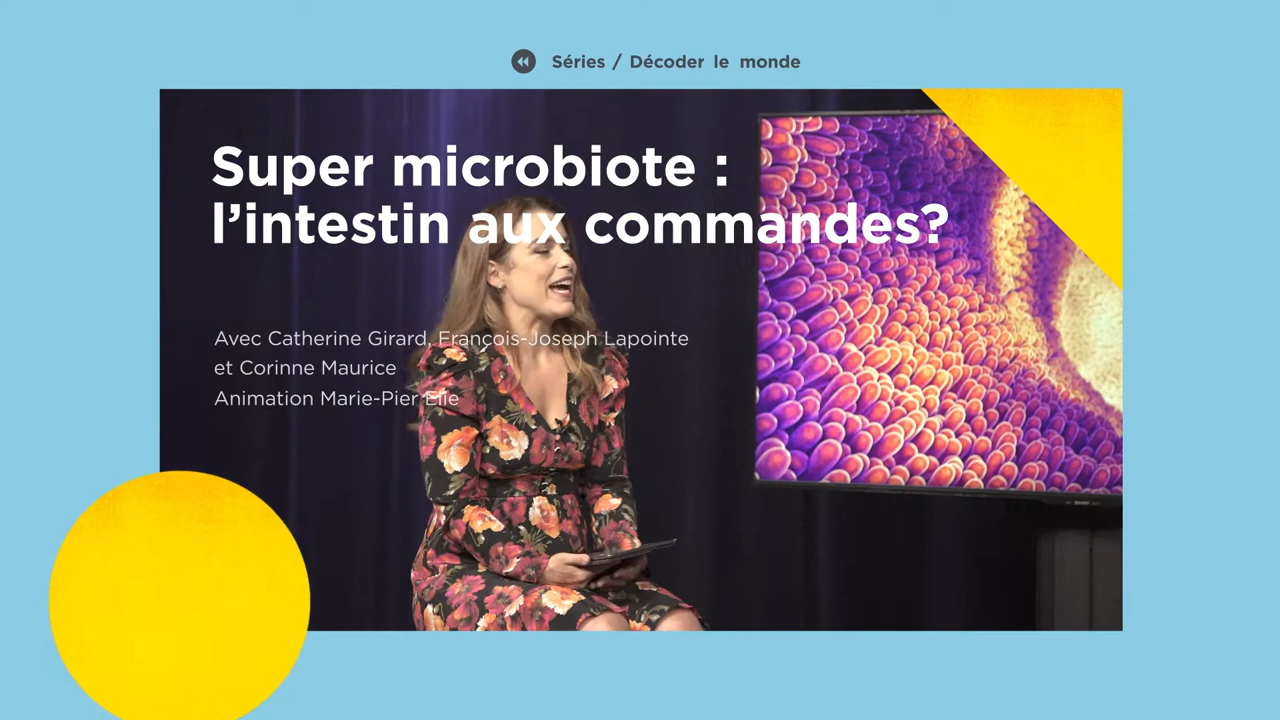 Séries / Décoder le monde
Super microbiote :
l’intestin aux commandes?
Avec Catherine Girard, François-Joseph Lapointe
et Corinne Maurice
Animation Marie-Pier Élie